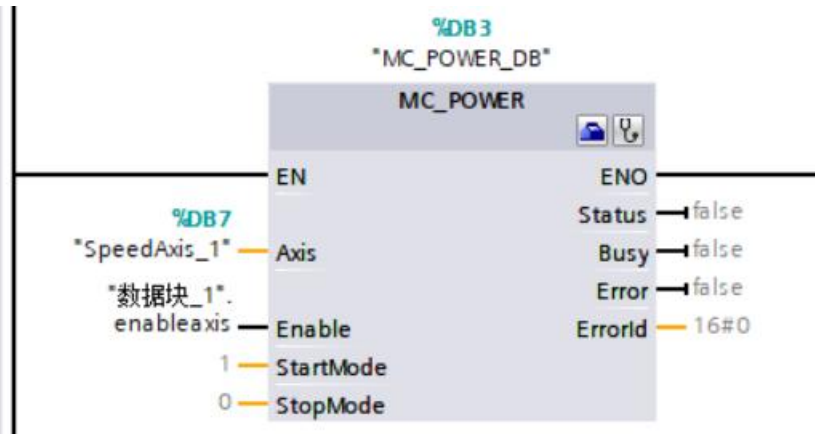 %DB3
"MC_POWER_DB"
MC_POWER
EN
ENO
%DB7
"SpeedAxis_1"
Axis
Status
false
Busy
false
"数据块_1".
enableaxis
Enable
Error
false
ErrorId
16#0
1
StartMode
0
StopMode